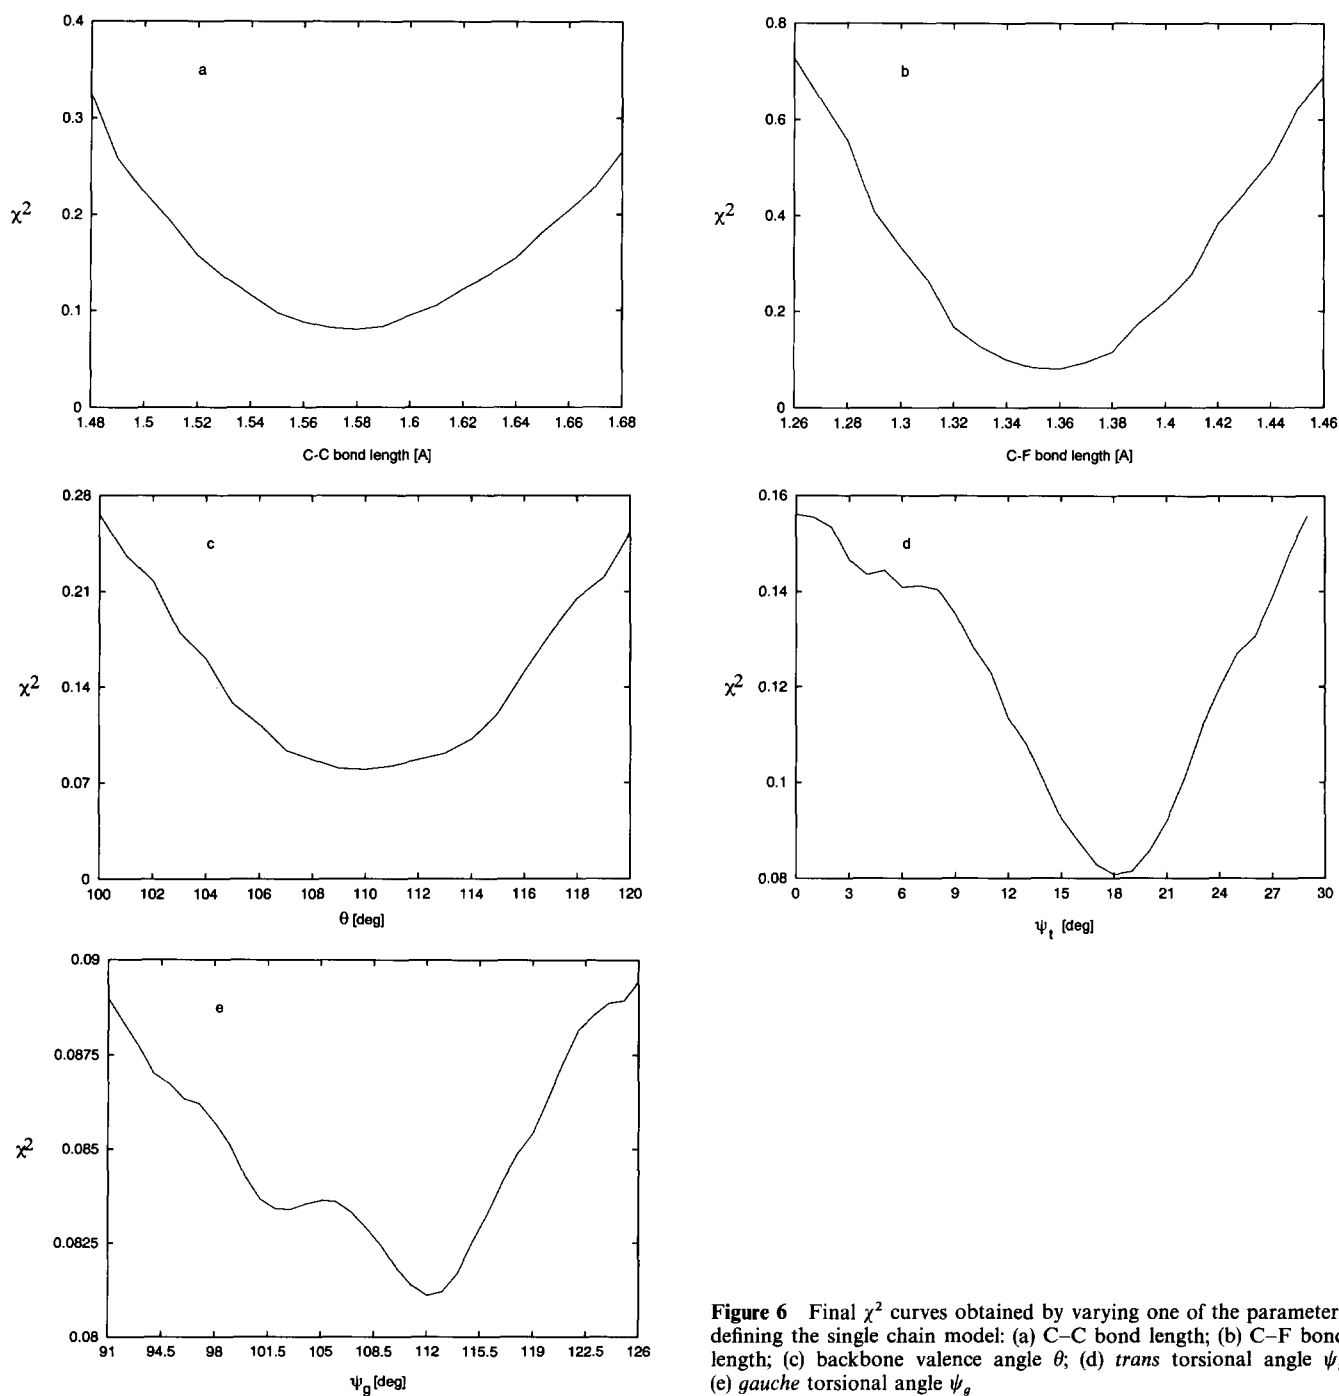 0.4
a
0.3
χ²
0.2
0.1
0
1.48 1.5 1.52 1.54 1.56 1.58 1.6 1.62 1.64 1.66 1.68
C-C bond length [A]
0.8
b
0.6
χ²
0.4
0.2
0
1.26 1.28 1.3 1.32 1.34 1.36 1.38 1.4 1.42 1.44 1.46
C-F bond length [A]
0.28
c
0.21
χ²
0.14
0.07
0
100 102 104 106 108 110 112 114 116 118 120
θ [deg]
0.16
d
0.14
χ²
0.12
0.1
0.08
0 3 6 9 12 15 18 21 24 27 30
ψt [deg]
0.09
e
0.0875
χ²
0.085
0.0825
0.08
91 94.5 98 101.5 105 108.5 112 115.5 119 122.5 126
ψg [deg]
Figure 6 Final χ² curves obtained by varying one of the parameter
defining the single chain model: (a) C–C bond length; (b) C–F bon
length; (c) backbone valence angle θ; (d) trans torsional angle ψ
(e) gauche torsional angle ψg